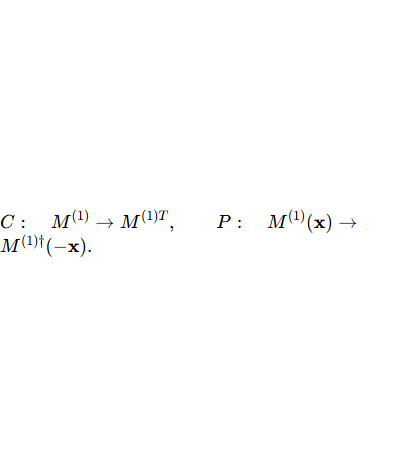 C :   M^{(1)} → M^{(1)T},   P :   M^{(1)}(𝐱) →
M^{(1)†}(−𝐱).